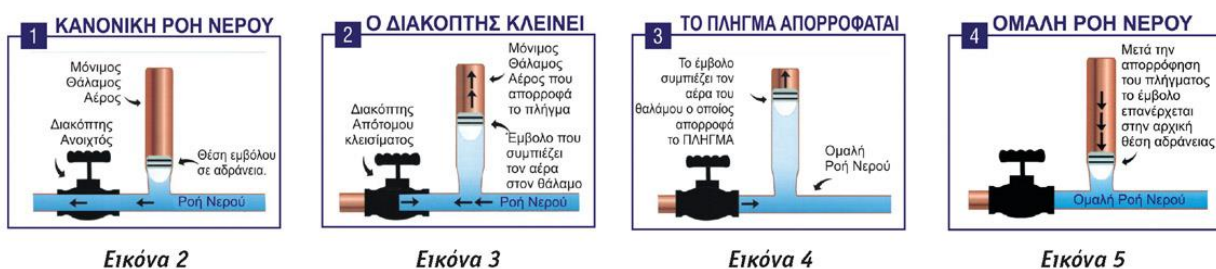 1 ΚΑΝΟΝΙΚΗ ΡΟΗ ΝΕΡΟΥ
Μόνιμος
Θάλαμος
Αέρος
Διακόπτης
Ανοιχτός
Θέση εμβόλου
σε αδράνεια.
Ροή Νερού
Εικόνα 2
2 Ο ΔΙΑΚΟΠΤΗΣ ΚΛΕΙΝΕΙ
Μόνιμος
Θάλαμος
Αέρος που
απορροφά
το πλήγμα
Διακόπτης
Απότομου
κλεισίματος
Έμβολο που
συμπιέζει
τον αέρα
στον θάλαμο
Ροή Νερού
Εικόνα 3
3 ΤΟ ΠΛΗΓΜΑ ΑΠΟΡΡΟΦΑΤΑΙ
Το έμβολο
συμπιέζει τον
αέρα του
θαλάμου ο οποίος
απορροφά
το ΠΛΗΓΜΑ
Ομαλή
Ροή Νερού
Εικόνα 4
4 ΟΜΑΛΗ ΡΟΗ ΝΕΡΟΥ
Μετά την
απορρόφηση
του πλήγματος
το έμβολο
επανέρχεται
στην αρχική
θέση αδράνειας
Ομαλή Ροή Νερού
Εικόνα 5